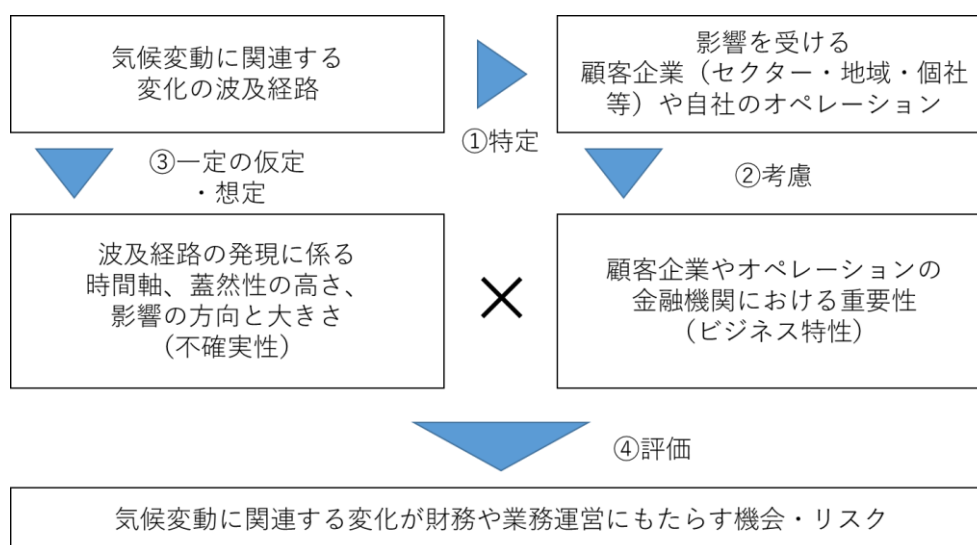 気候変動に関連する
変化の波及経路
影響を受ける
顧客企業（セクター・地域・個社
等）や自社のオペレーション
①特定
③一定の仮定
・想定
②考慮
波及経路の発現に係る
時間軸、蓋然性の高さ、
影響の方向と大きさ
（不確実性）
×
顧客企業やオペレーションの
金融機関における重要性
（ビジネス特性）
④評価
気候変動に関連する変化が財務や業務運営にもたらす機会・リスク